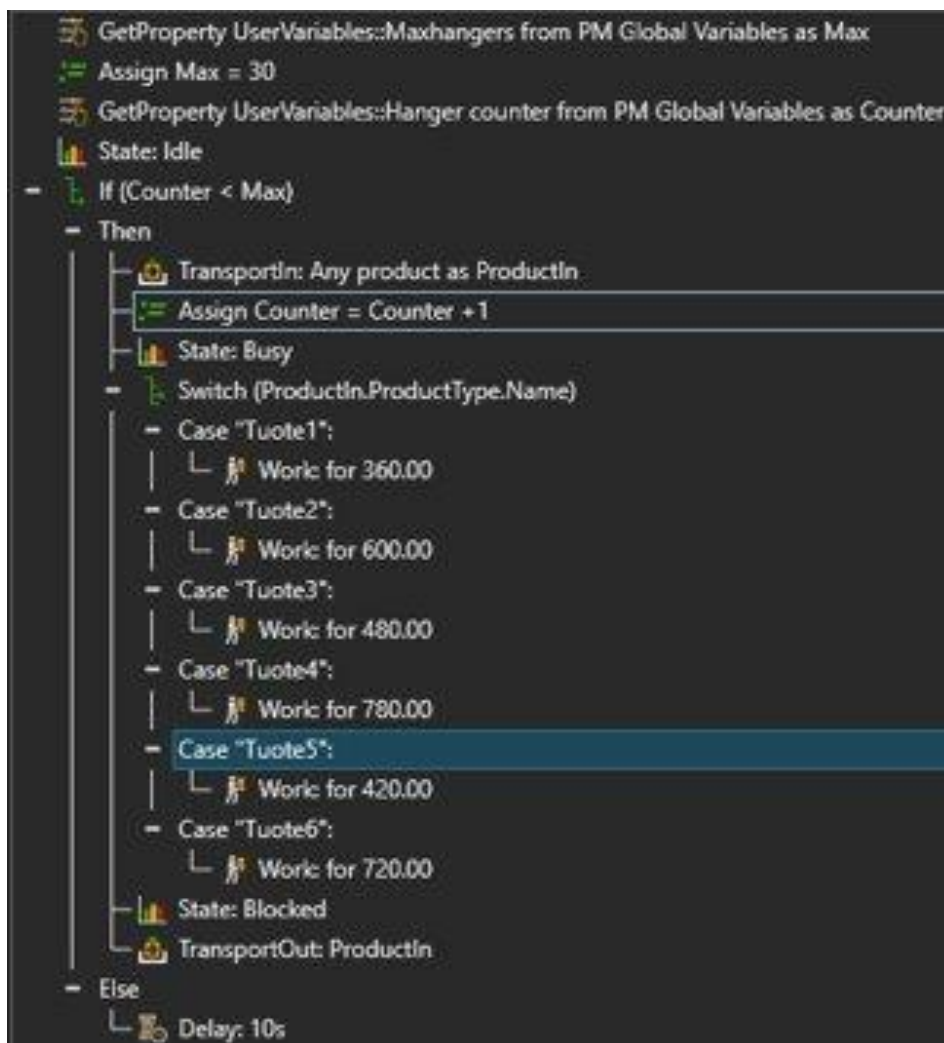 GetProperty UserVariables::Maxhangers from PM Global Variables as Max
Assign Max = 30
GetProperty UserVariables::Hanger counter from PM Global Variables as Counter
State: Idle
If (Counter < Max)
Then
TransportIn: Any product as ProductIn
Assign Counter = Counter +1
State: Busy
Switch (ProductIn.ProductType.Name)
Case "Tuote1":
Work: for 360.00
Case "Tuote2":
Work: for 600.00
Case "Tuote3":
Work: for 480.00
Case "Tuote4":
Work: for 780.00
Case "Tuote5":
Work: for 420.00
Case "Tuote6":
Work: for 720.00
State: Blocked
TransportOut: ProductIn
Else
Delay: 10s